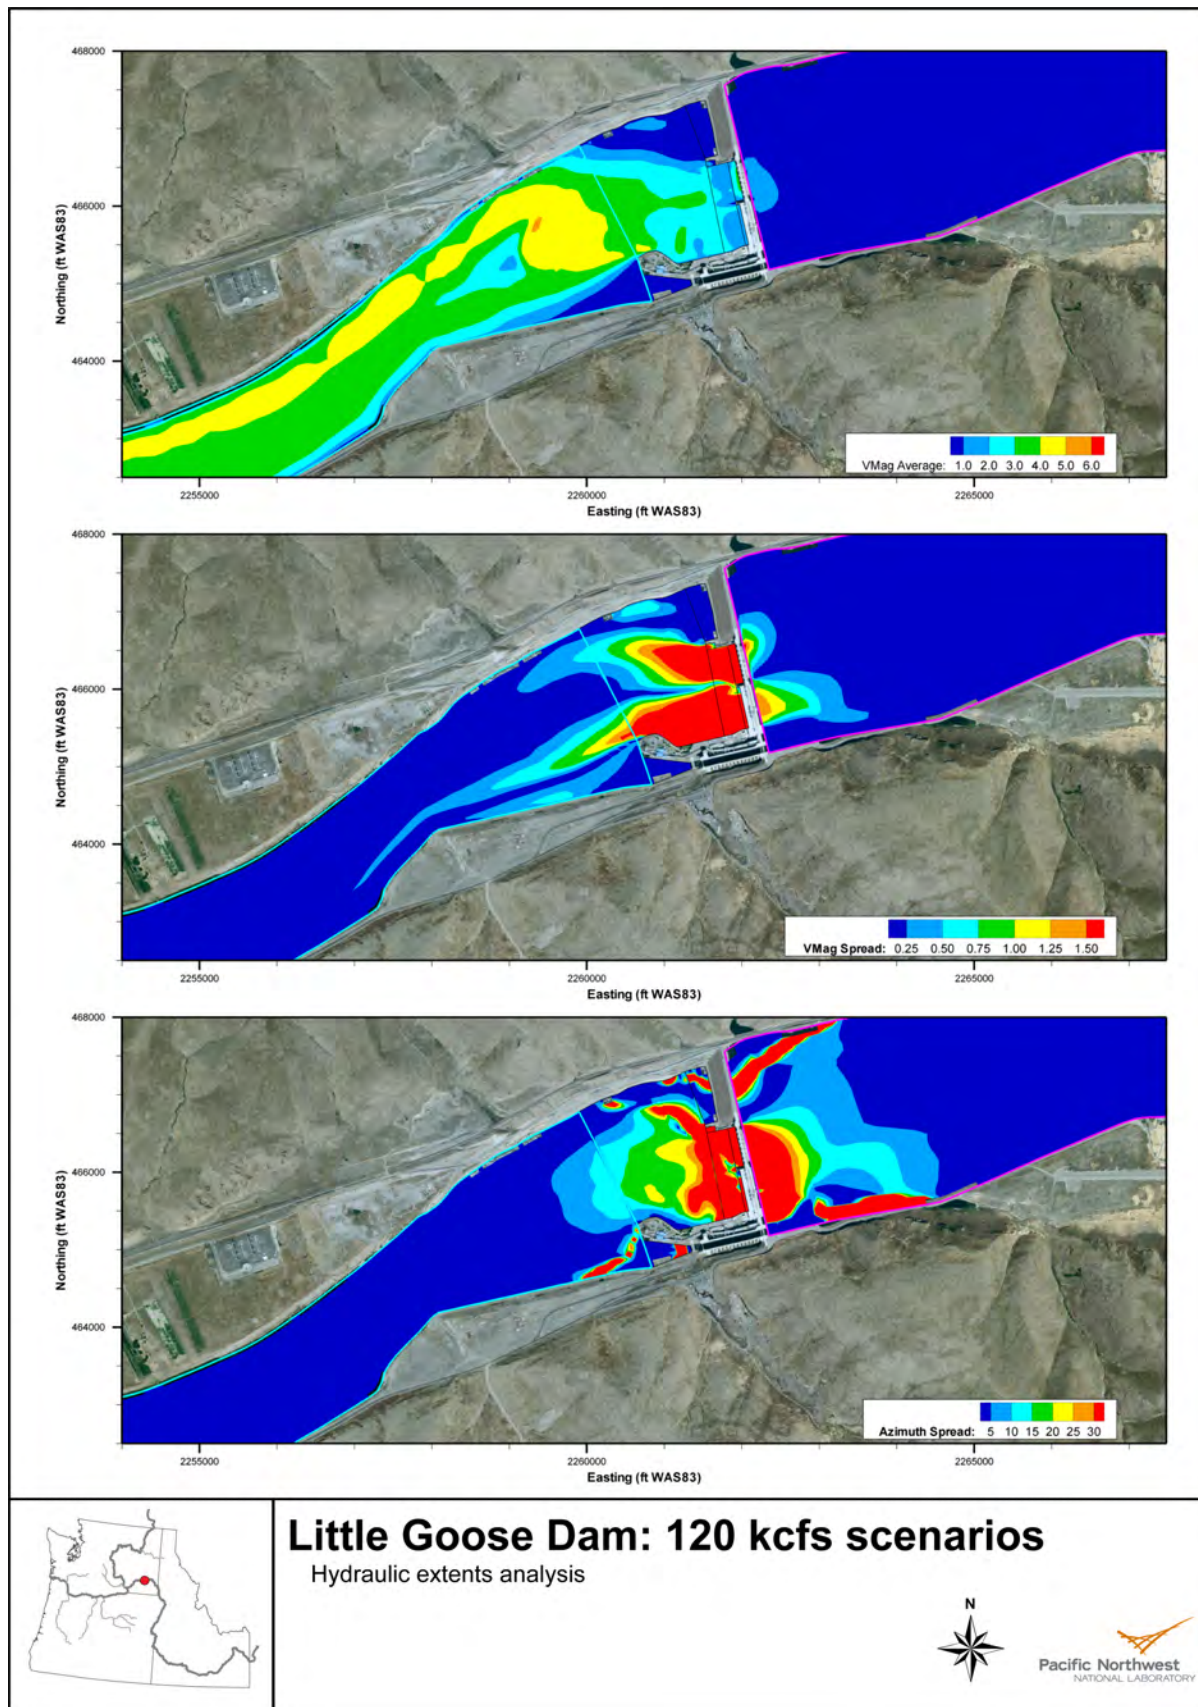 468000
466000
464000
Northing (ft WAS83)
VMag Average: 1.0 2.0 3.0 4.0 5.0 6.0
2255000 2260000 2265000
Easting (ft WAS83)
468000
466000
464000
Northing (ft WAS83)
VMag Spread: 0.25 0.50 0.75 1.00 1.25 1.50
2255000 2260000 2265000
Easting (ft WAS83)
468000
466000
464000
Northing (ft WAS83)
Azimuth Spread: 5 10 15 20 25 30
2255000 2260000 2265000
Easting (ft WAS83)
Little Goose Dam: 120 kcfs scenarios
Hydraulic extents analysis
N
Pacific Northwest
NATIONAL LABORATORY